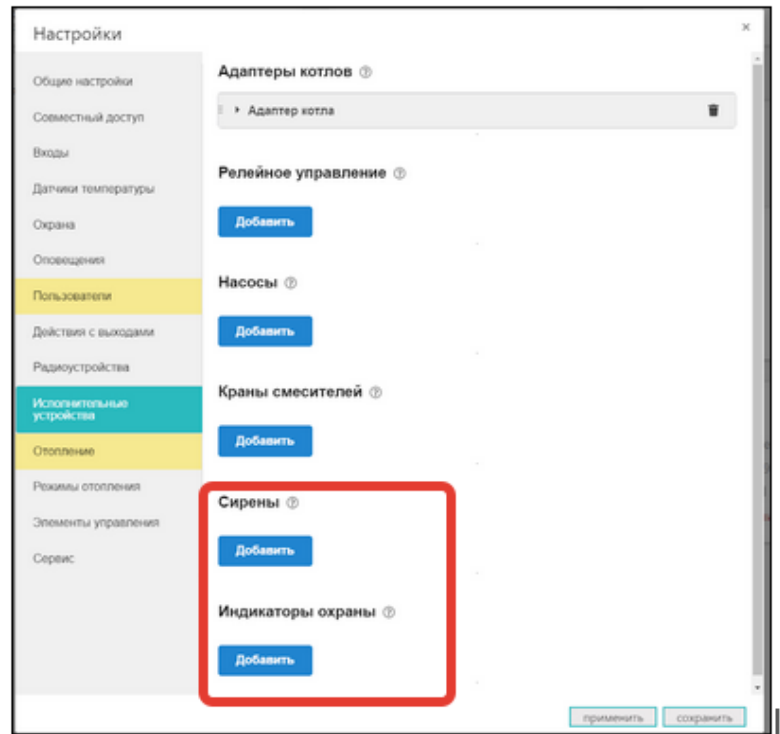 Настройки
Общие настройки
Совместный доступ
Входы
Датчики температуры
Охрана
Оповещения
Пользователи
Действия с выходами
Радиоустройства
Исполнительные
устройства
Отопление
Режимы отопления
Элементы управления
Сервис
Адаптеры котлов
Адаптер котла
Релейное управление
Добавить
Насосы
Добавить
Краны смесителей
Добавить
Сирены
Добавить
Индикаторы охраны
Добавить
применить сохранить